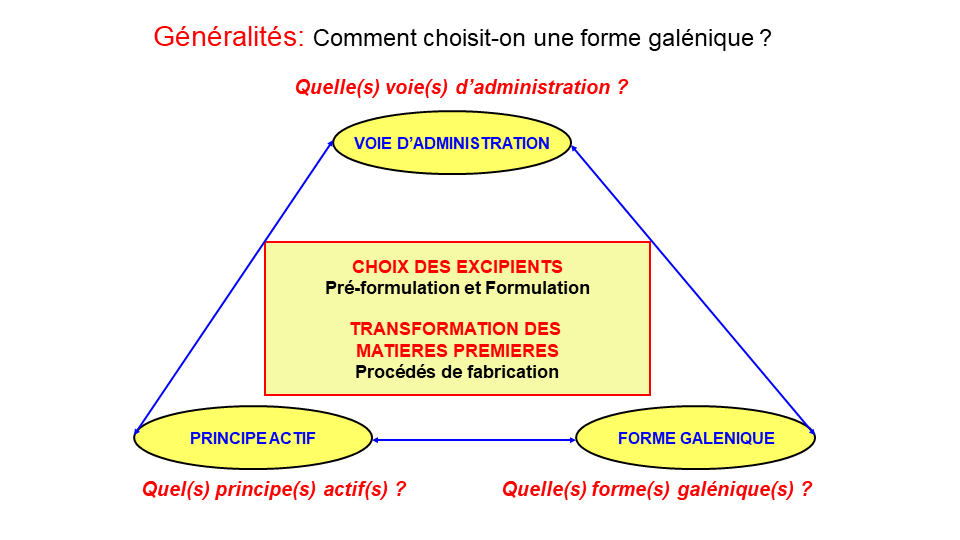 Généralités: Comment choisit-on une forme galénique ?
Quelle(s) voie(s) d’administration ?
VOIE D’ADMINISTRATION
CHOIX DES EXCIPIENTS
Pré-formulation et Formulation
TRANSFORMATION DES
MATIERES PREMIERES
Procédés de fabrication
PRINCIPE ACTIF
FORME GALENIQUE
Quel(s) principe(s) actif(s) ?
Quelle(s) forme(s) galénique(s) ?